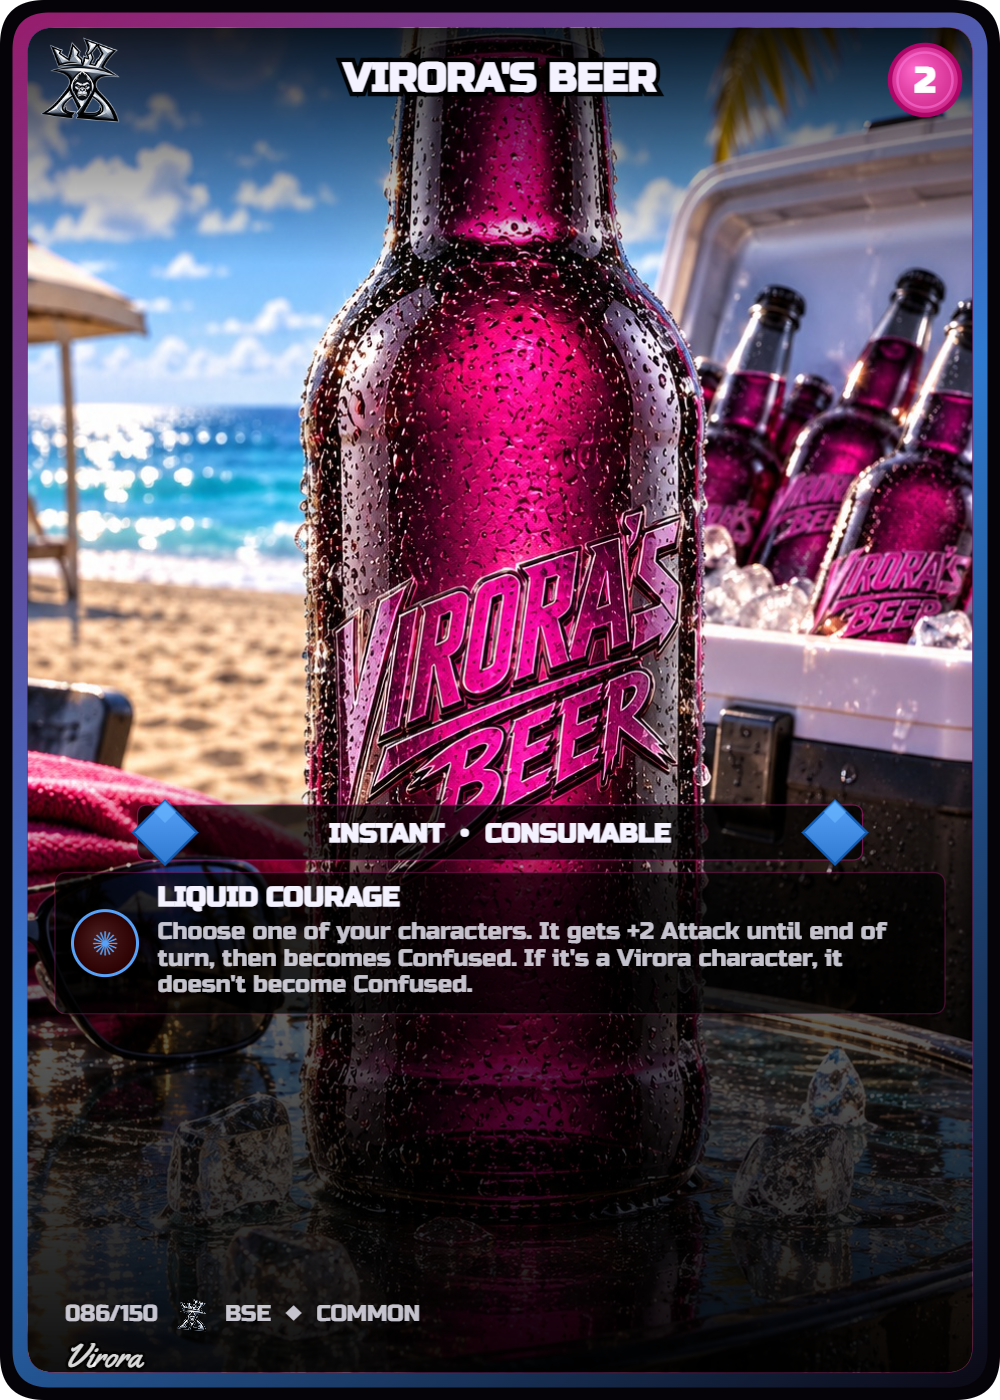 VIRORA'S BEER
2
VIRORA'S
BEER
VIRORA'S
BEER
INSTANT • CONSUMABLE
LIQUID COURAGE
Choose one of your characters. It gets +2 Attack until end of
turn, then becomes Confused. If it's a Virora character, it
doesn't become Confused.
086/150 BSE ◆ COMMON
Virora